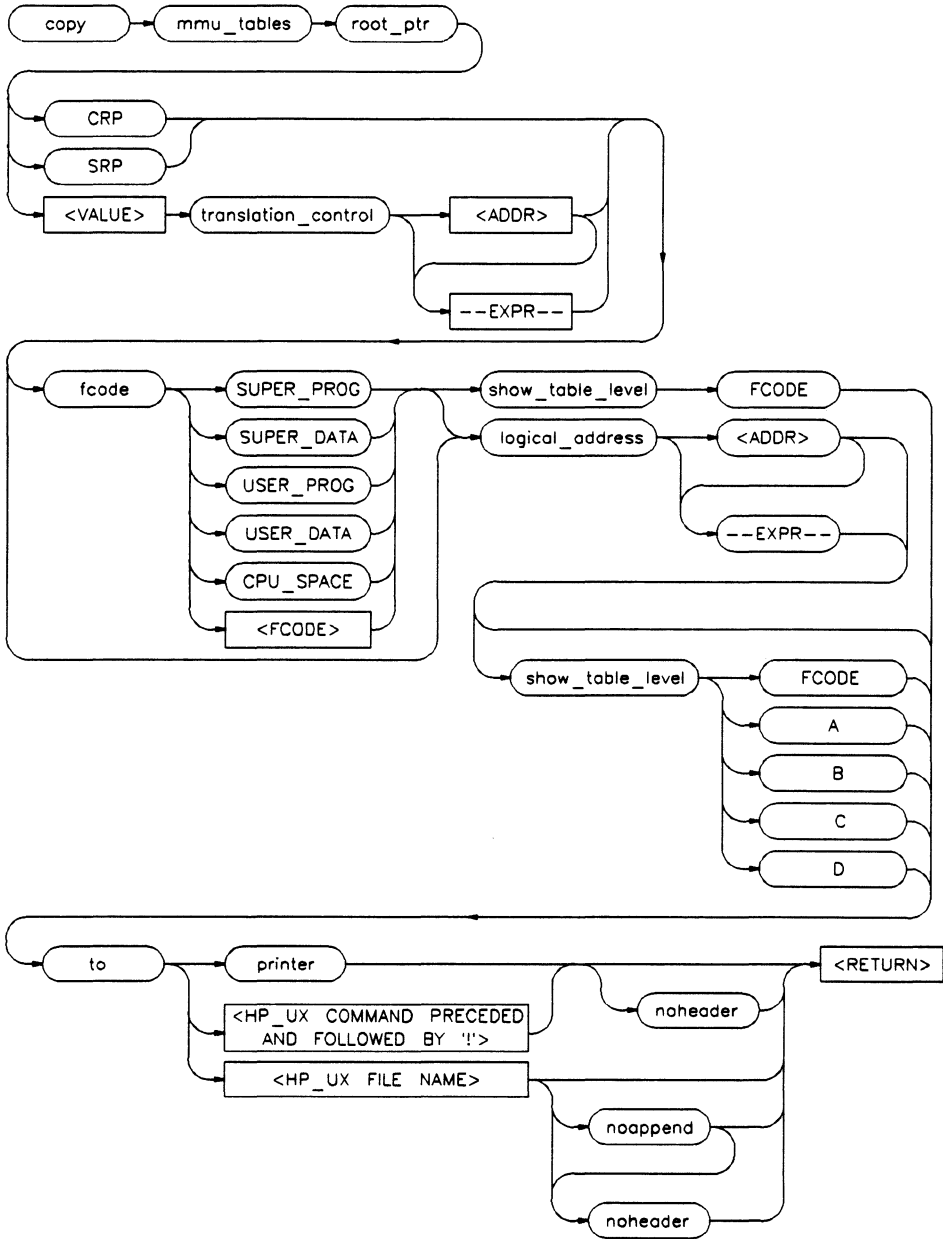 copy mmu_tables root_ptr
CRP
SRP
<VALUE> translation_control <ADDR>
--EXPR--
fcode SUPER_PROG show_table_level FCODE
SUPER_DATA logical_address <ADDR>
USER_PROG
USER_DATA --EXPR--
CPU_SPACE
<FCODE>
show_table_level FCODE
A
B
C
D
to printer <RETURN>
noheader
<HP_UX COMMAND PRECEDED
AND FOLLOWED BY '!'>
<HP_UX FILE NAME>
noappend
noheader